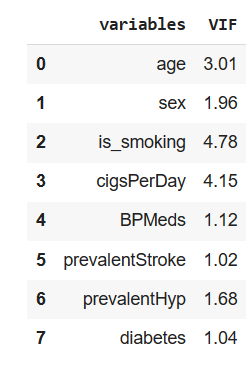 variables VIF
0 age 3.01
1 sex 1.96
2 is_smoking 4.78
3 cigsPerDay 4.15
4 BPMeds 1.12
5 prevalentStroke 1.02
6 prevalentHyp 1.68
7 diabetes 1.04